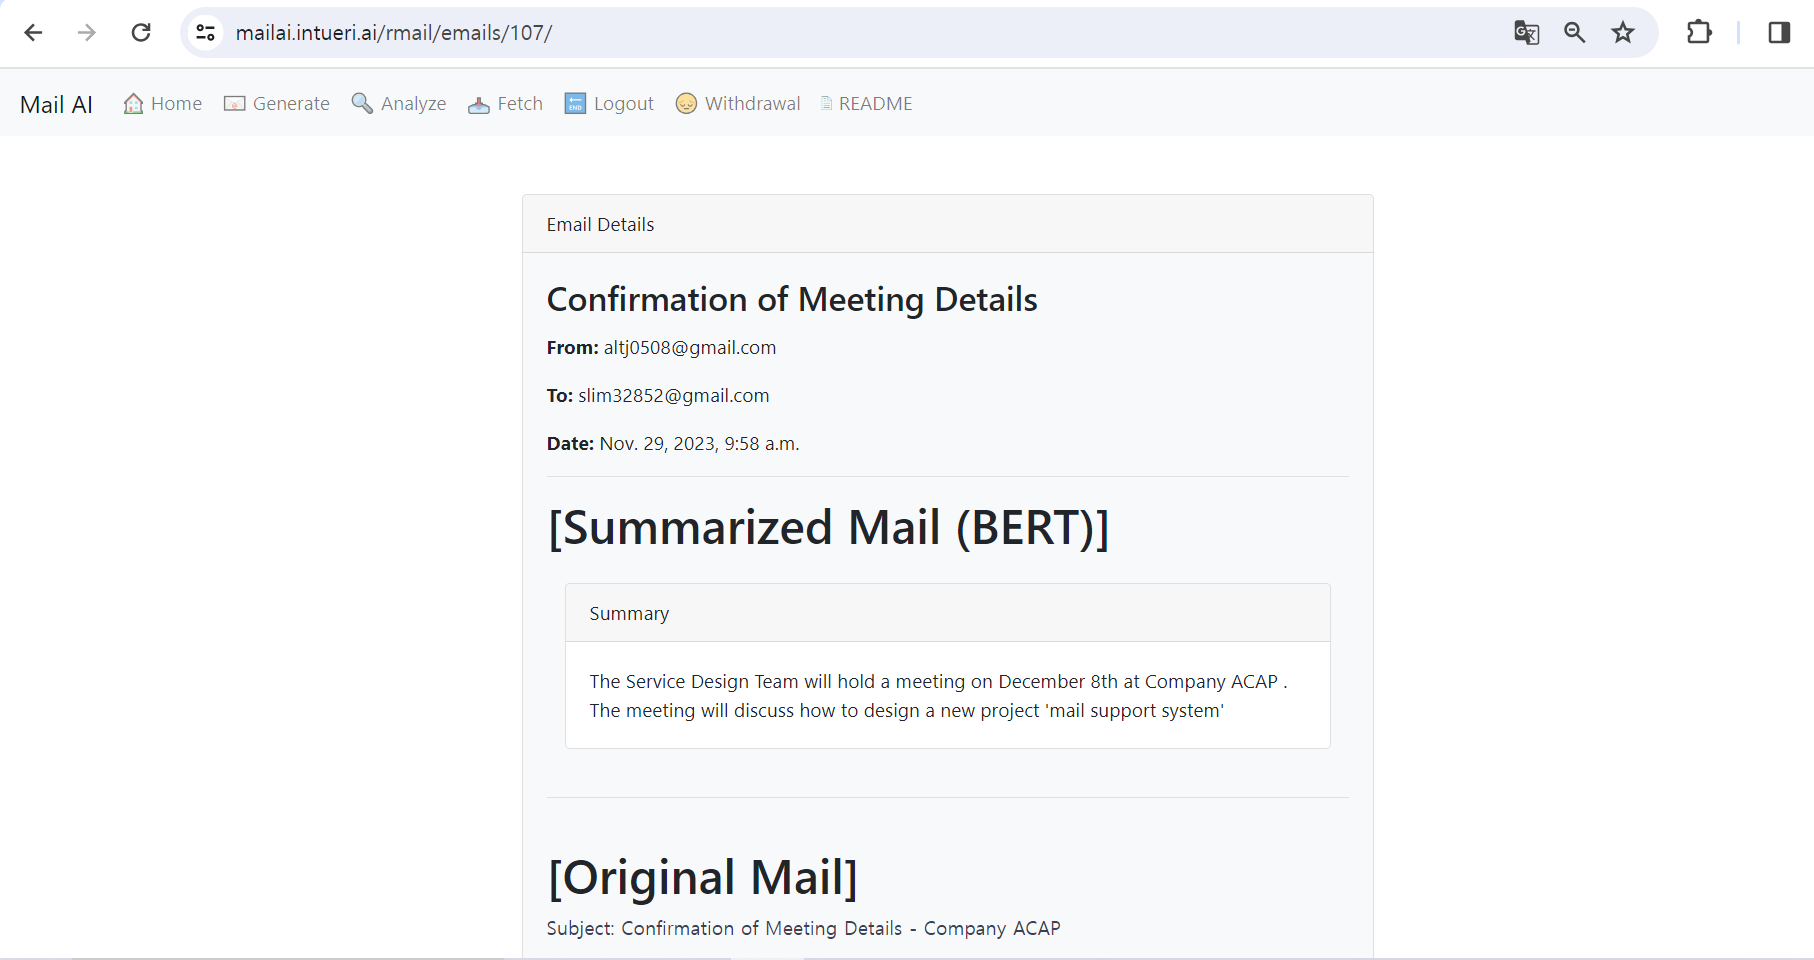 mailai.intueri.ai/rmail/emails/107/
Mail AI Home Generate Analyze Fetch Logout Withdrawal README
Email Details
Confirmation of Meeting Details
From: altj0508@gmail.com
To: slim32852@gmail.com
Date: Nov. 29, 2023, 9:58 a.m.
[Summarized Mail (BERT)]
Summary
The Service Design Team will hold a meeting on December 8th at Company ACAP .
The meeting will discuss how to design a new project 'mail support system'
[Original Mail]
Subject: Confirmation of Meeting Details - Company ACAP